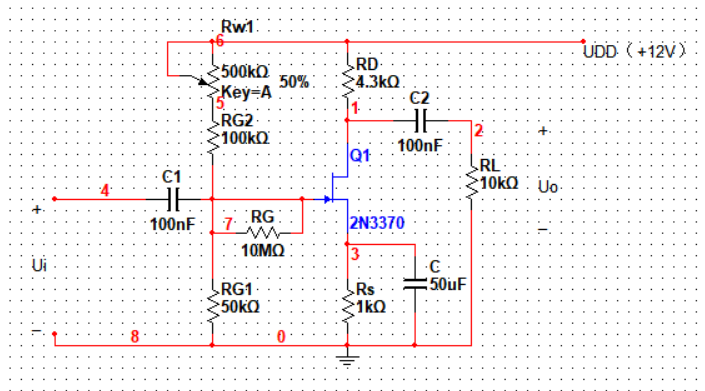 Rw1
6
UDD（+12V）
500kΩ
50%
Key=A
RD
4.3kΩ
5
1
C2
100nF
2
+
RG2
100kΩ
Q1
RL
10kΩ
Uo
C1
4
100nF
+
7
RG
10MΩ
2N3370
−
3
Ui
C
50uF
RG1
50kΩ
Rs
1kΩ
−
8
0